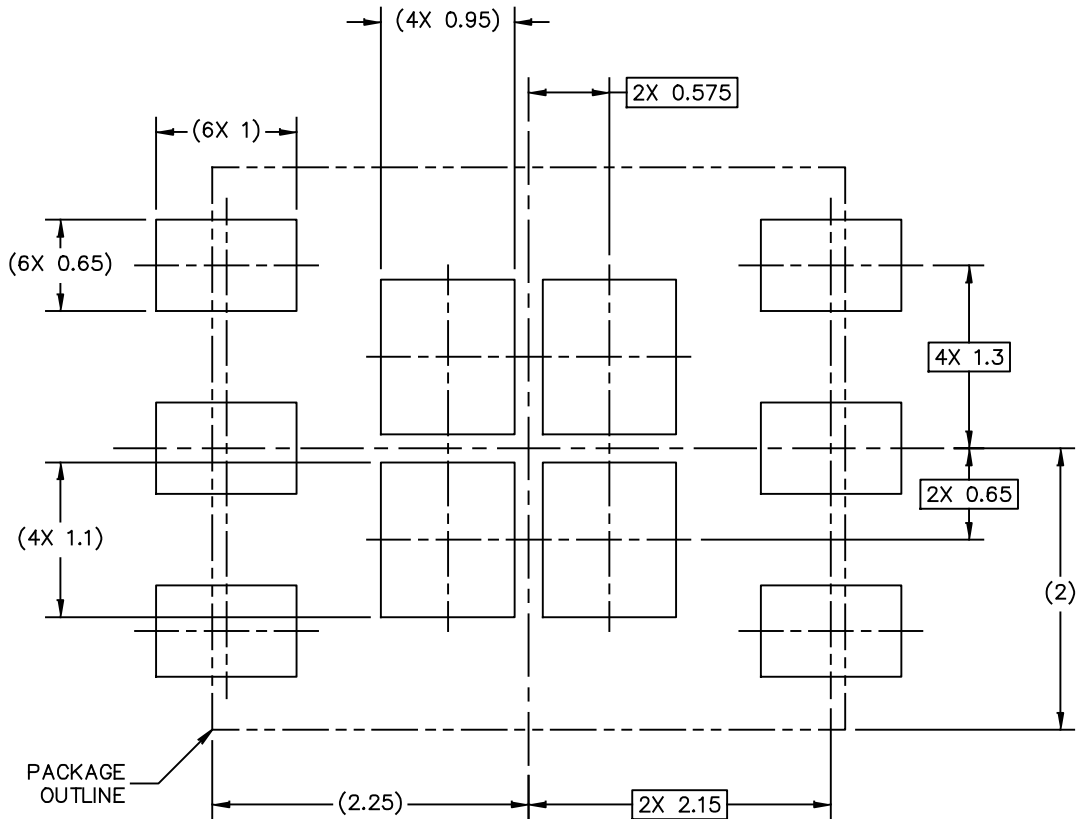 (4X 0.95)
2X 0.575
(6X 1)
(6X 0.65)
4X 1.3
2X 0.65
(4X 1.1)
(2)
PACKAGE
OUTLINE
(2.25)
2X 2.15